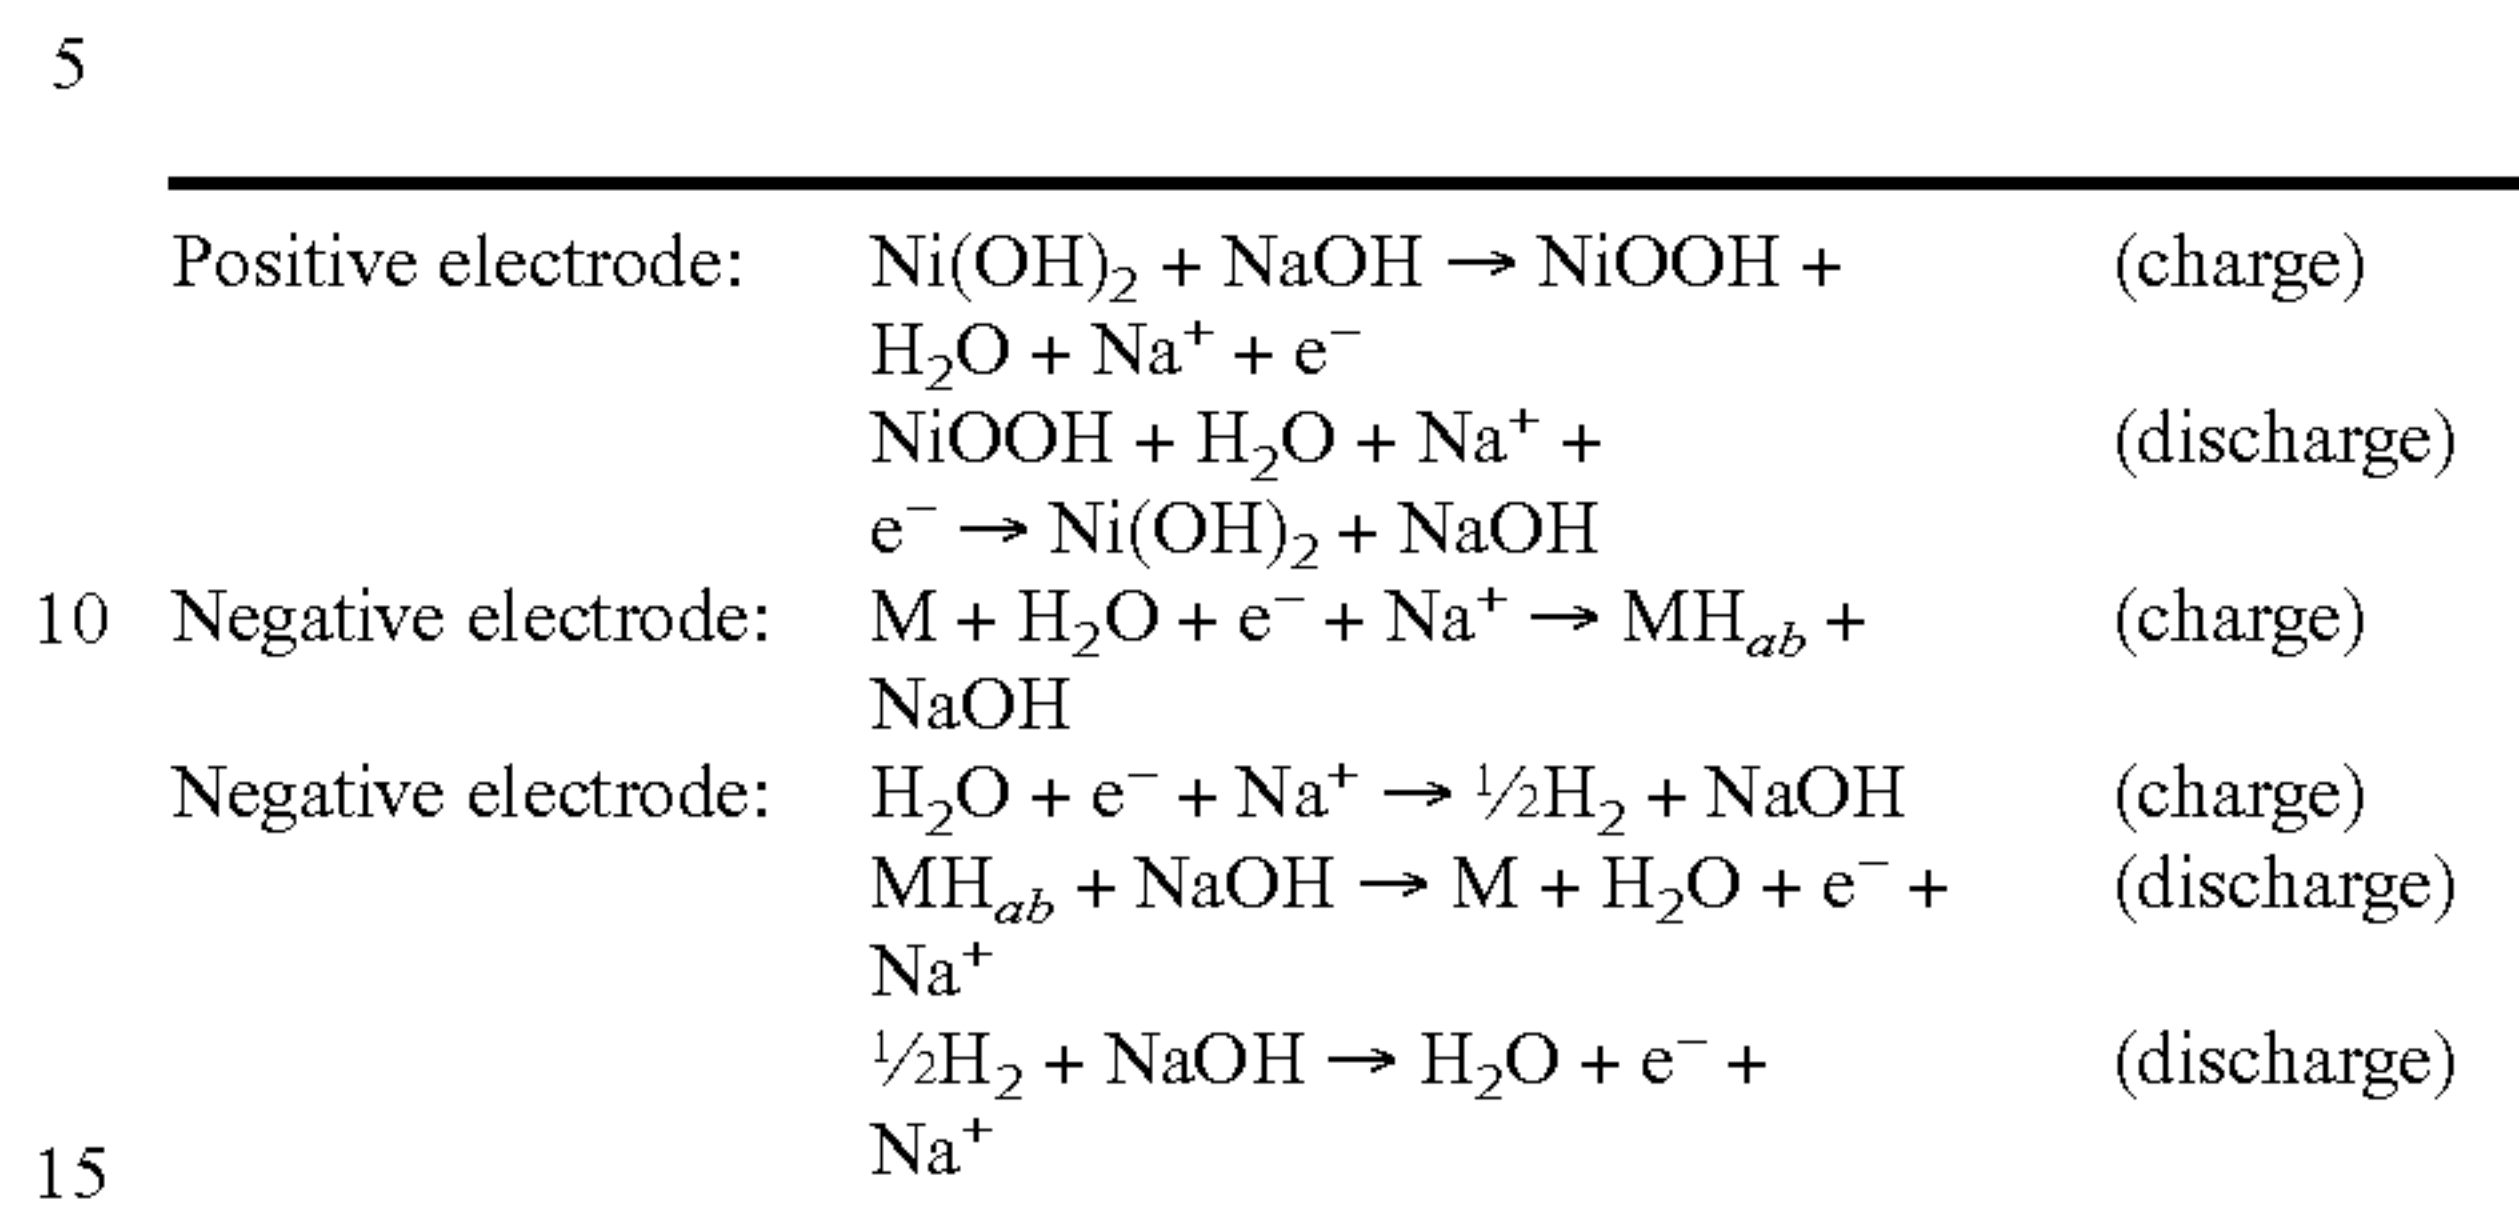 5
Positive electrode: Ni(OH)₂ + NaOH → NiOOH + (charge)
H₂O + Na⁺ + e⁻
NiOOH + H₂O + Na⁺ + (discharge)
e⁻ → Ni(OH)₂ + NaOH
10 Negative electrode: M + H₂O + e⁻ + Na⁺ → MH_ab + (charge)
NaOH
Negative electrode: H₂O + e⁻ + Na⁺ → ½H₂ + NaOH (charge)
MH_ab + NaOH → M + H₂O + e⁻ + (discharge)
Na⁺
½H₂ + NaOH → H₂O + e⁻ + (discharge)
Na⁺
15